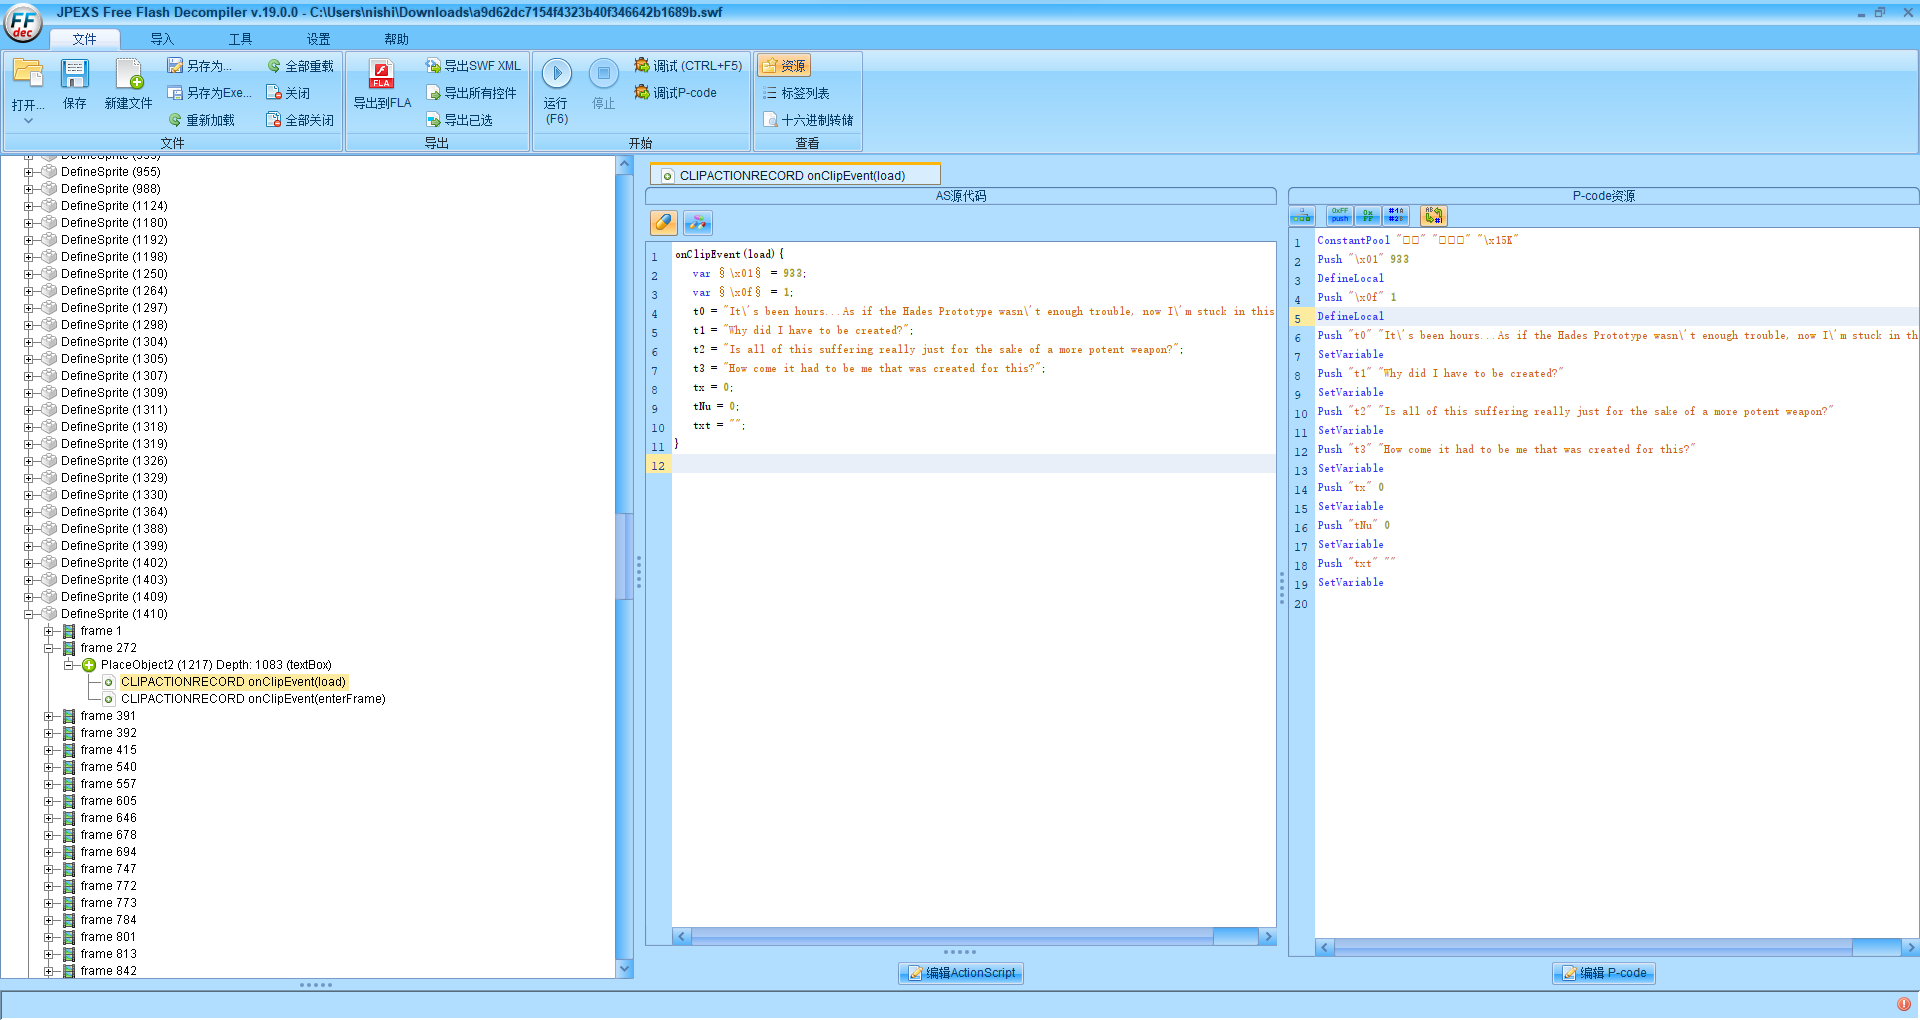 JPEXS Free Flash Decompiler v.19.0.0 - C:\Users\nishi\Downloads\a9d62dc7154f4323b40f346642b1689b.swf
FF
dec
文件 导入 工具 设置 帮助
打开...
保存
新建文件
另存为...
另存为Exe...
重新加载
全部重载
关闭
全部关闭
文件
FLA
导出到FLA
导出SWF XML
导出所有控件
导出已选
导出
运行
(F6)
停止
调试 (CTRL+F5)
调试P-code
开始
资源
标签列表
十六进制转储
查看
DefineSprite (955)
DefineSprite (988)
DefineSprite (1124)
DefineSprite (1180)
DefineSprite (1192)
DefineSprite (1198)
DefineSprite (1250)
DefineSprite (1264)
DefineSprite (1297)
DefineSprite (1298)
DefineSprite (1304)
DefineSprite (1305)
DefineSprite (1307)
DefineSprite (1309)
DefineSprite (1311)
DefineSprite (1318)
DefineSprite (1319)
DefineSprite (1326)
DefineSprite (1329)
DefineSprite (1330)
DefineSprite (1364)
DefineSprite (1388)
DefineSprite (1399)
DefineSprite (1402)
DefineSprite (1403)
DefineSprite (1409)
DefineSprite (1410)
frame 1
frame 272
PlaceObject2 (1217) Depth: 1083 (textBox)
CLIPACTIONRECORD onClipEvent(load)
CLIPACTIONRECORD onClipEvent(enterFrame)
frame 391
frame 392
frame 415
frame 540
frame 557
frame 605
frame 646
frame 678
frame 694
frame 747
frame 772
frame 773
frame 784
frame 801
frame 813
frame 842
CLIPACTIONRECORD onClipEvent(load)
AS源代码
1 onClipEvent(load){
2 var §\x01§ = 933;
3 var §\x0f§ = 1;
4 t0 = "It\'s been hours...As if the Hades Prototype wasn\'t enough trouble, now I\'m stuck in this
5 t1 = "Why did I have to be created?";
6 t2 = "Is all of this suffering really just for the sake of a more potent weapon?";
7 t3 = "How come it had to be me that was created for this?";
8 tx = 0;
9 tNu = 0;
10 txt = "";
11 }
12
编辑ActionScript
P-code资源
1 ConstantPool "□□" "□□□" "\x15K"
2 Push "\x01" 933
3 DefineLocal
4 Push "\x0f" 1
5 DefineLocal
6 Push "t0" "It\'s been hours...As if the Hades Prototype wasn\'t enough trouble, now I\'m stuck in th
7 SetVariable
8 Push "t1" "Why did I have to be created?"
9 SetVariable
10 Push "t2" "Is all of this suffering really just for the sake of a more potent weapon?"
11 SetVariable
12 Push "t3" "How come it had to be me that was created for this?"
13 SetVariable
14 Push "tx" 0
15 SetVariable
16 Push "tNu" 0
17 SetVariable
18 Push "txt" ""
19 SetVariable
20
编辑 P-code